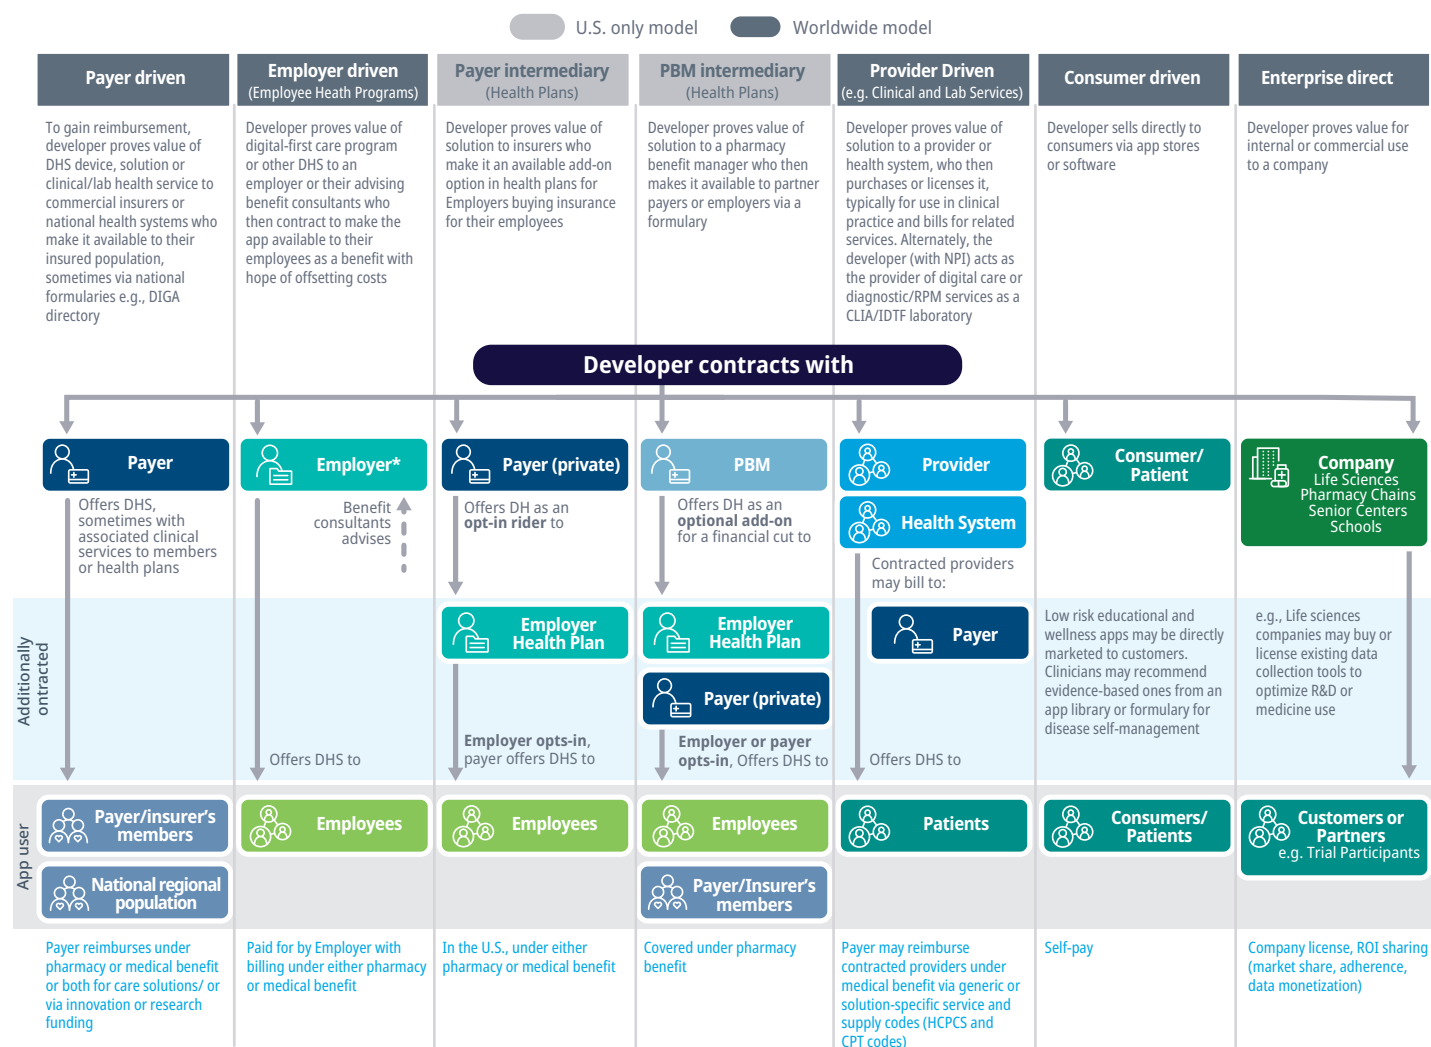 U.S. only model
Worldwide model
Payer driven
Employer driven
(Employee Heath Programs)
Payer intermediary
(Health Plans)
PBM intermediary
(Health Plans)
Provider Driven
(e.g. Clinical and Lab Services)
Consumer driven
Enterprise direct
To gain reimbursement,
developer proves value of
DHS device, solution or
clinical/lab health service to
commercial insurers or
national health systems who
make it available to their
insured population,
sometimes via national
formularies e.g., DIGA
directory
Developer proves value of
digital-first care program
or other DHS to an
employer or their advising
benefit consultants who
then contract to make the
app available to their
employees as a benefit with
hope of offsetting costs
Developer proves value of
solution to insurers who
make it an available add-on
option in health plans for
Employers buying insurance
for their employees
Developer proves value of
solution to a pharmacy
benefit manager who then
makes it available to partner
payers or employers via a
formulary
Developer proves value of
solution to a provider or
health system, who then
purchases or licenses it,
typically for use in clinical
practice and bills for related
services. Alternately, the
developer (with NPI) acts as
the provider of digital care or
diagnostic/RPM services as a
CLIA/IDTF laboratory
Developer sells directly to
consumers via app stores
or software
Developer proves value for
internal or commercial use
to a company
Developer contracts with
Payer
Employer*
Payer (private)
PBM
Provider
Health System
Consumer/
Patient
Company
Life Sciences
Pharmacy Chains
Senior Centers
Schools
Offers DHS,
sometimes with
associated clinical
services to members
or health plans
Benefit
consultants
advises
Offers DH as an
opt-in rider to
Offers DH as an
optional add-on
for a financial cut to
Contracted providers
may bill to:
Additionally
ontracted
Employer
Health Plan
Employer
Health Plan
Payer (private)
Payer
Low risk educational and
wellness apps may be directly
marketed to customers.
Clinicians may recommend
evidence-based ones from an
app library or formulary for
disease self-management
e.g., Life sciences
companies may buy or
license existing data
collection tools to
optimize R&D or
medicine use
Offers DHS to
Employer opts-in,
payer offers DHS to
Employer or payer
opts-in, Offers DHS to
Offers DHS to
App user
Payer/insurer's
members
National regional
population
Employees
Employees
Employees
Payer/Insurer's
members
Patients
Consumers/
Patients
Customers or
Partners
e.g. Trial Participants
Payer reimburses under
pharmacy or medical benefit
or both for care solutions/ or
via innovation or research
funding
Paid for by Employer with
billing under either pharmacy
or medical benefit
In the U.S., under either
pharmacy or medical benefit
Covered under pharmacy
benefit
Payer may reimburse
contracted providers under
medical benefit via generic or
solution-specific service and
supply codes (HCPCS and
CPT codes)
Self-pay
Company license, ROI sharing
(market share, adherence,
data monetization)